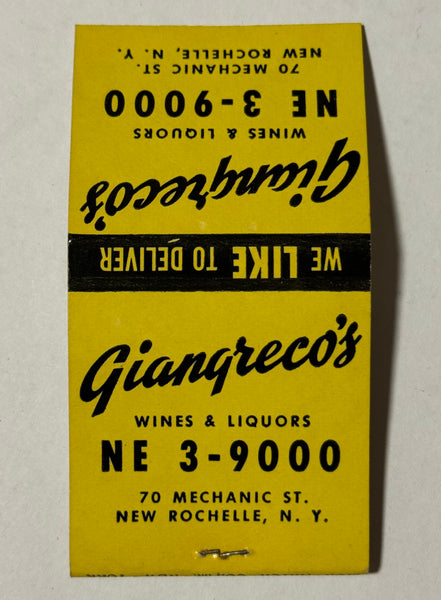 70 MECHANIC ST.
NEW ROCHELLE, N. Y.
NE 3-9000
WINES & LIQUORS
Giangreco's
WE LIKE TO DELIVER
Giangreco's
WINES & LIQUORS
NE 3-9000
70 MECHANIC ST.
NEW ROCHELLE, N. Y.